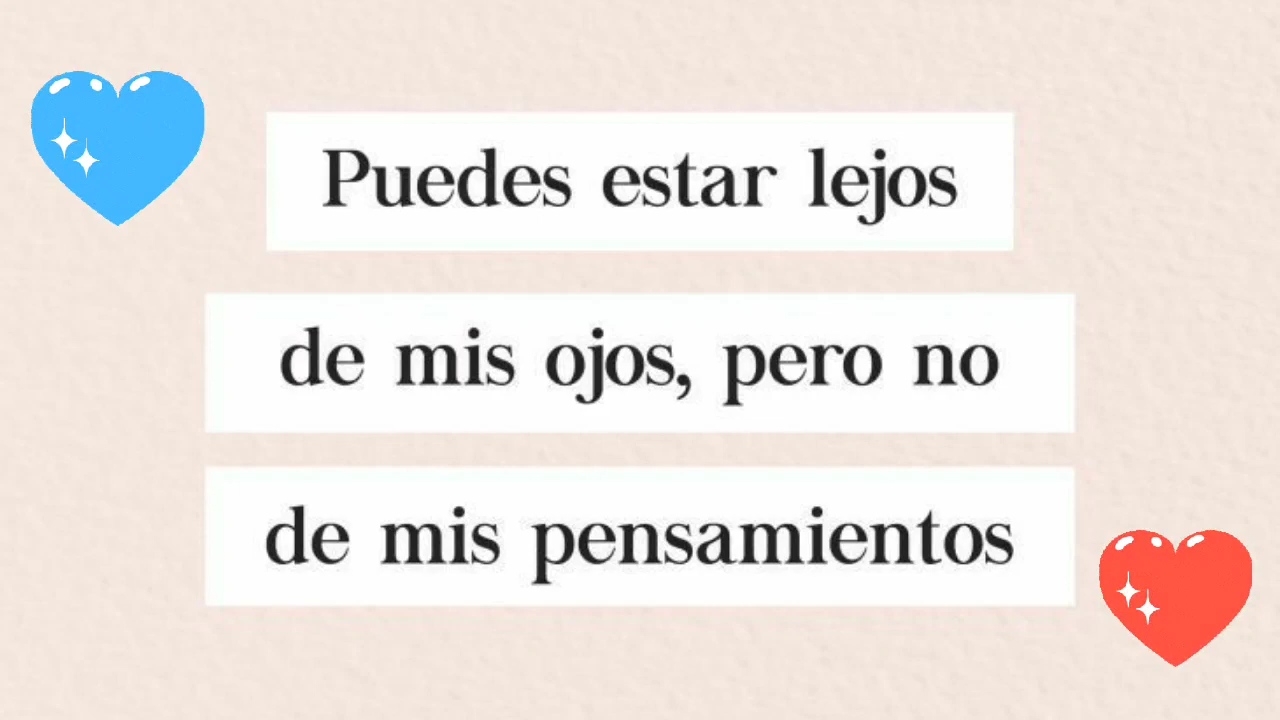 Puedes estar lejos
de mis ojos, pero no
de mis pensamientos